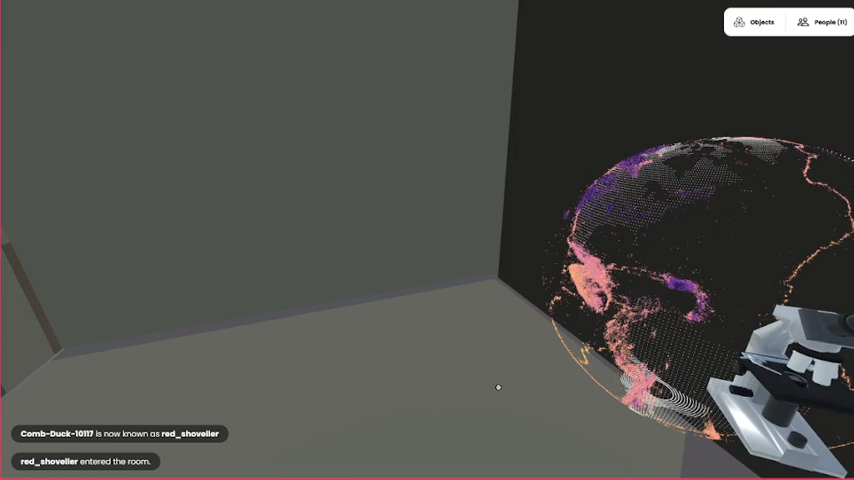 Objects
People (11)
Comb-Duck-10117 is now known as red_shoveller
red_shoveller entered the room.